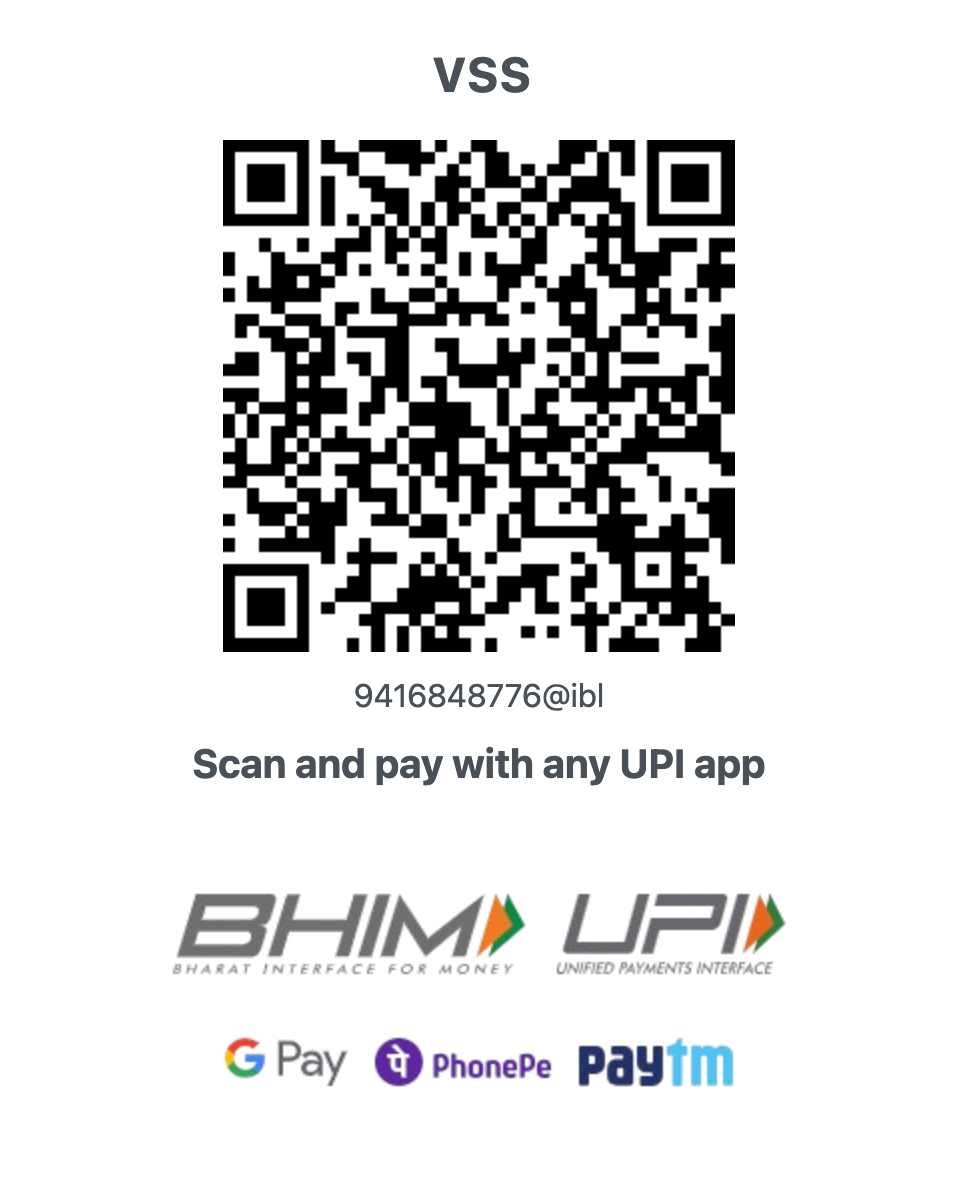 VSS
9416848776@ibl
Scan and pay with any UPI app
BHIM UPI
BHARAT INTERFACE FOR MONEY UNIFIED PAYMENTS INTERFACE
G Pay पे PhonePe paytm